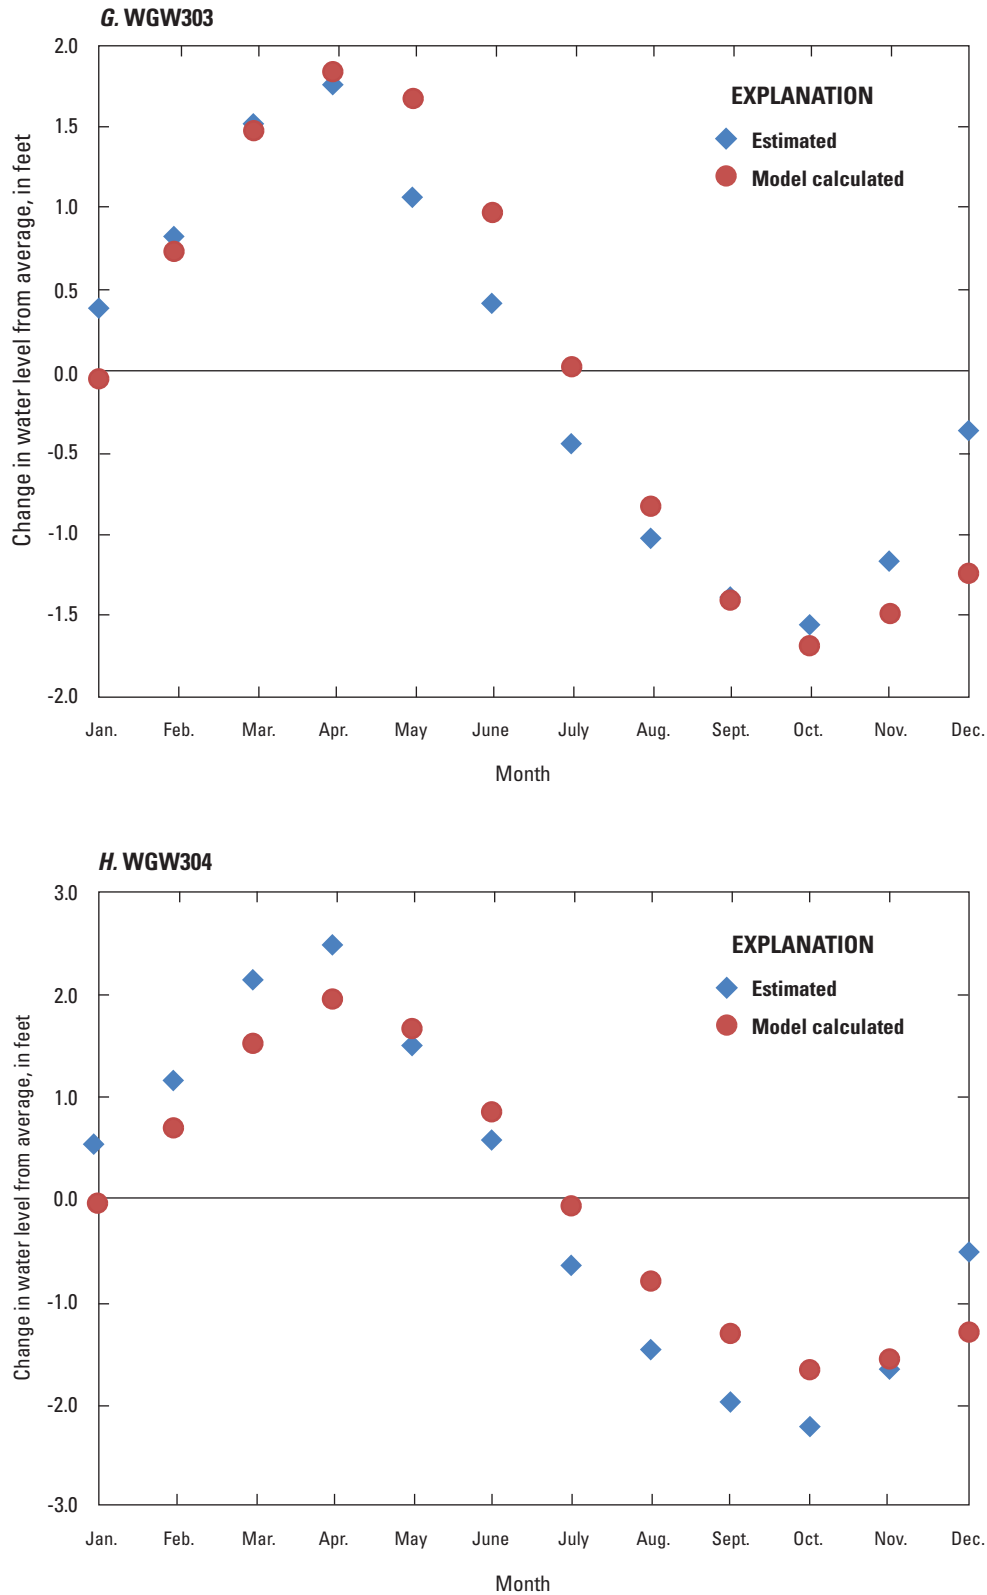 G. WGW303
2.0
1.5
1.0
0.5
0.0
-0.5
-1.0
-1.5
-2.0
Change in water level from average, in feet
EXPLANATION
Estimated
Model calculated
Jan. Feb. Mar. Apr. May June July Aug. Sept. Oct. Nov. Dec.
Month
H. WGW304
3.0
2.0
1.0
0.0
-1.0
-2.0
-3.0
Change in water level from average, in feet
EXPLANATION
Estimated
Model calculated
Jan. Feb. Mar. Apr. May June July Aug. Sept. Oct. Nov. Dec.
Month